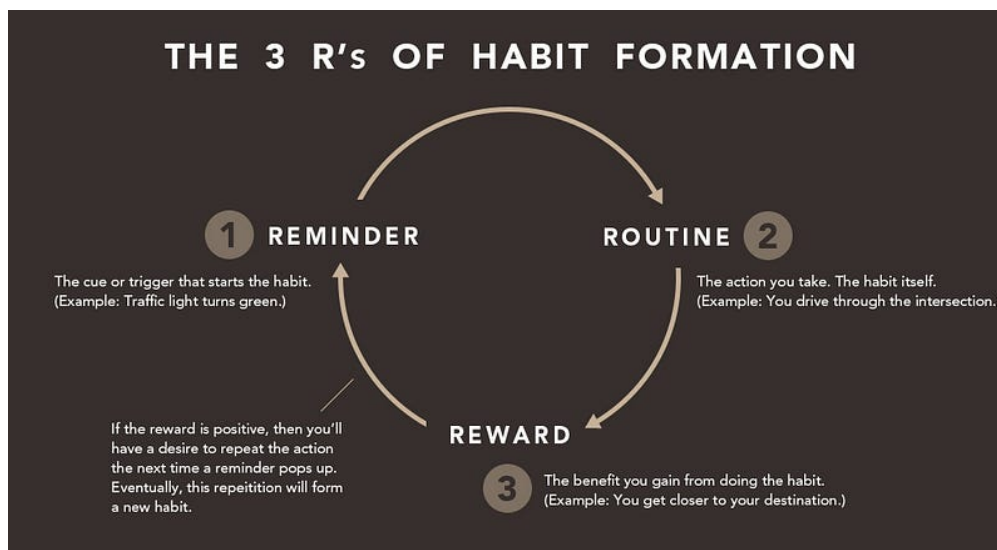 THE 3 R's OF HABIT FORMATION
1 REMINDER
The cue or trigger that starts the habit.
(Example: Traffic light turns green.)
ROUTINE 2
The action you take. The habit itself.
(Example: You drive through the intersection.
REWARD
3
The benefit you gain from doing the habit.
(Example: You get closer to your destination.)
If the reward is positive, then you'll
have a desire to repeat the action
the next time a reminder pops up.
Eventually, this repeitition will form
a new habit.